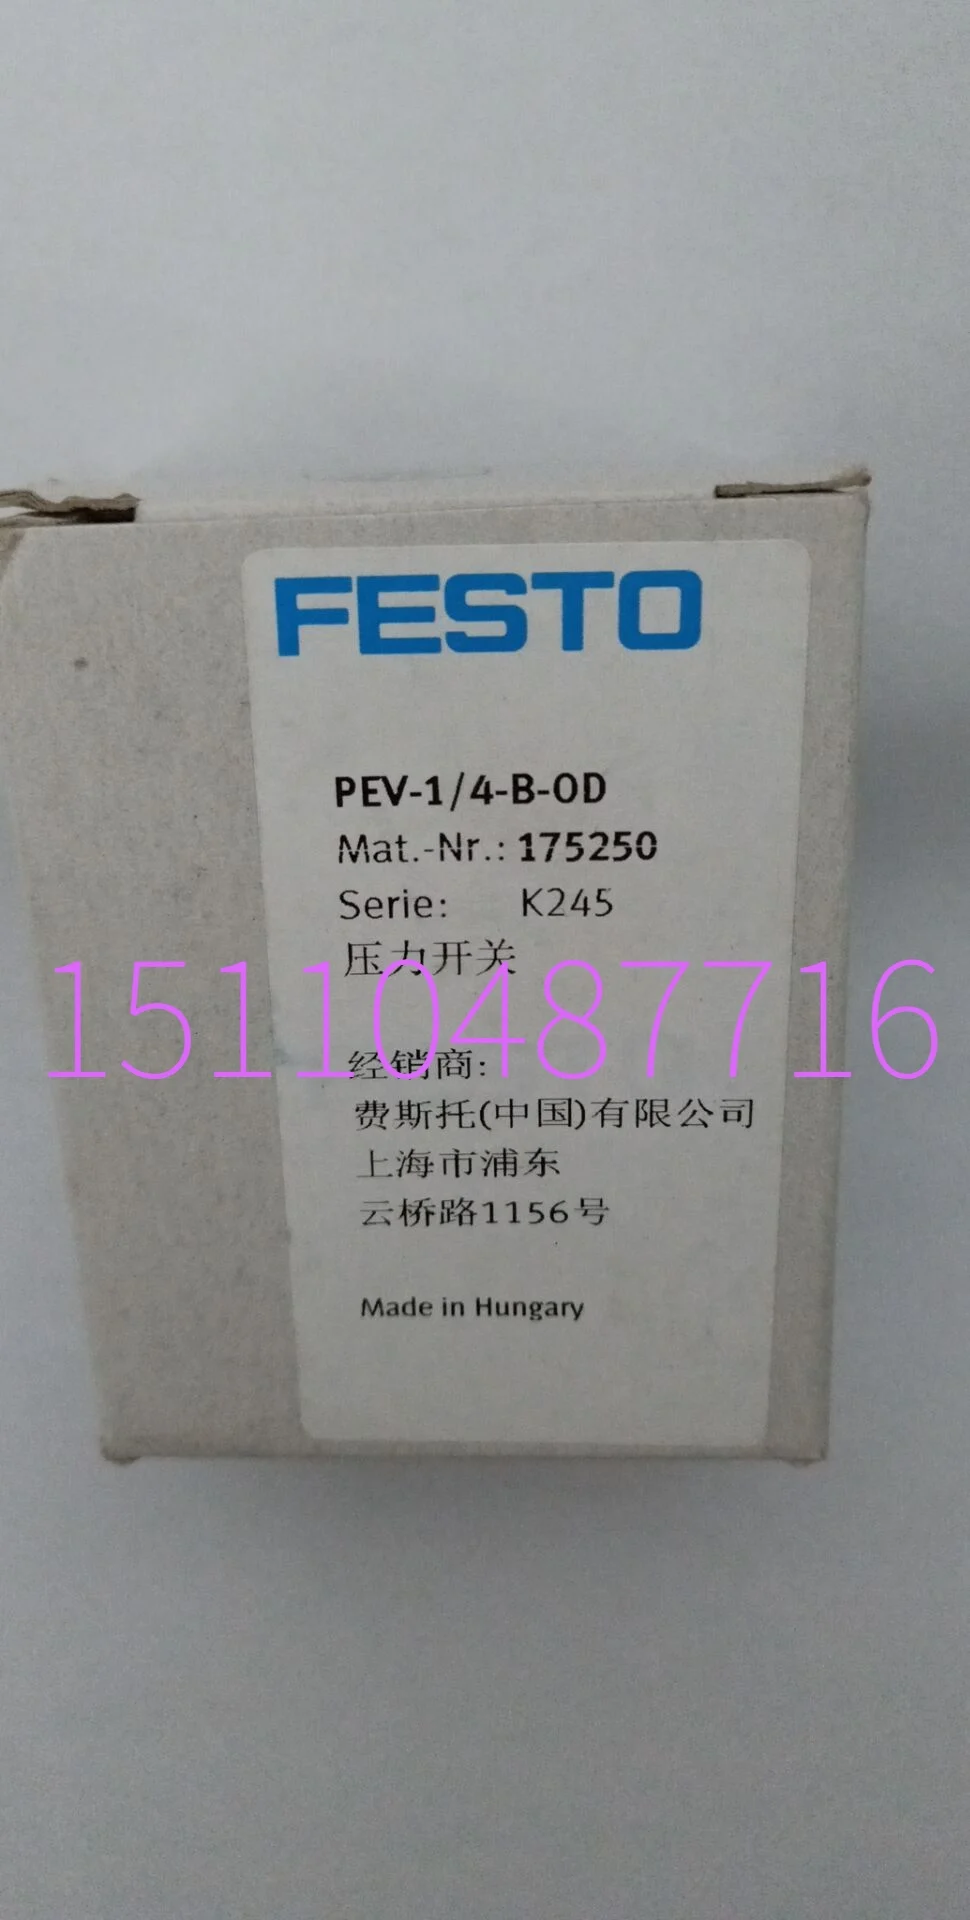 FESTO
PEV-1/4-B-OD
Mat.-Nr.: 175250
Serie: K245
压力开关
15110487716
经销商:
费斯托(中国)有限公司
上海市浦东
云桥路1156号
Made in Hungary